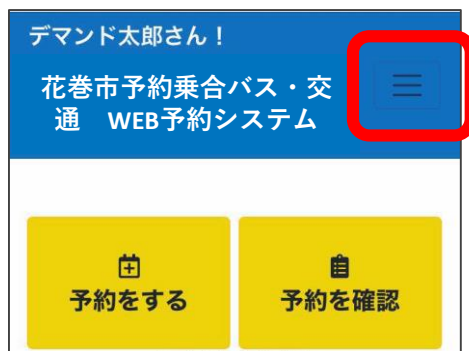 デマンド太郎さん！
花巻市予約乗合バス・交
通　WEB予約システム
予約をする
予約を確認